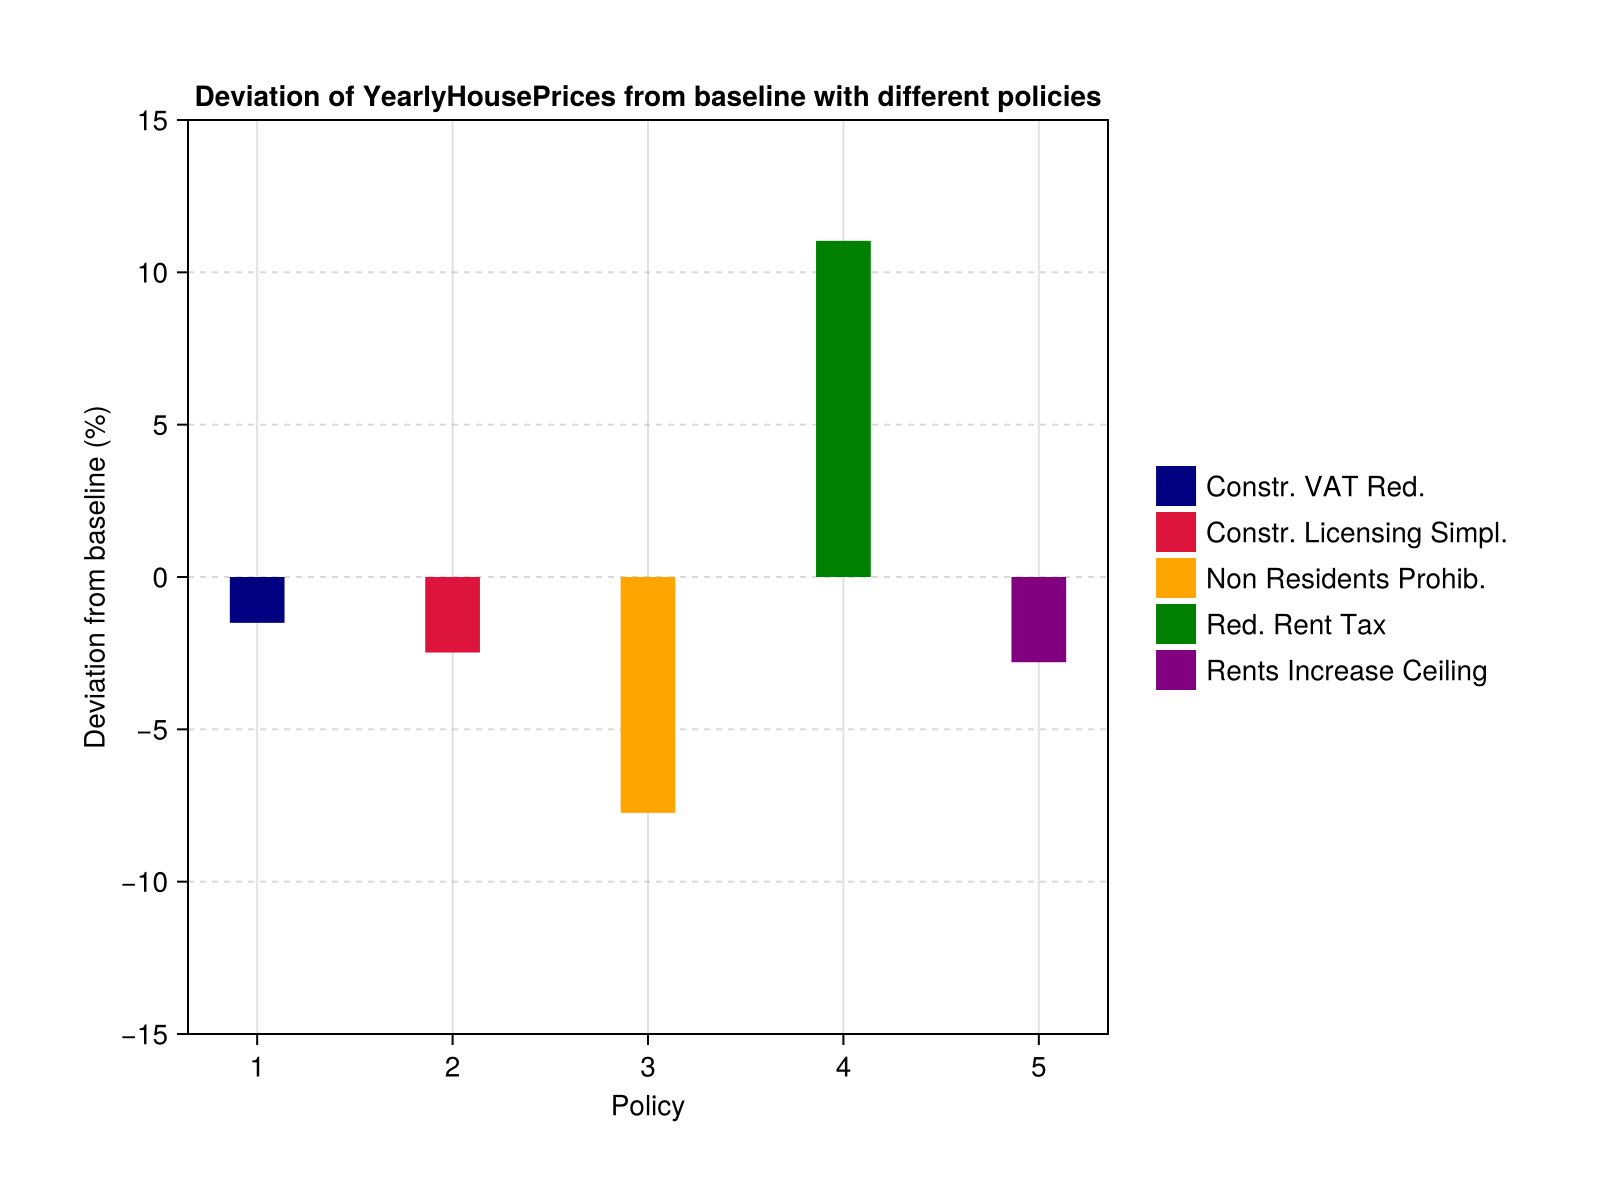 Deviation of YearlyHousePrices from baseline with different policies
15
10
5
0
−5
−10
−15
Deviation from baseline (%)
1 2 3 4 5
Policy
Constr. VAT Red.
Constr. Licensing Simpl.
Non Residents Prohib.
Red. Rent Tax
Rents Increase Ceiling